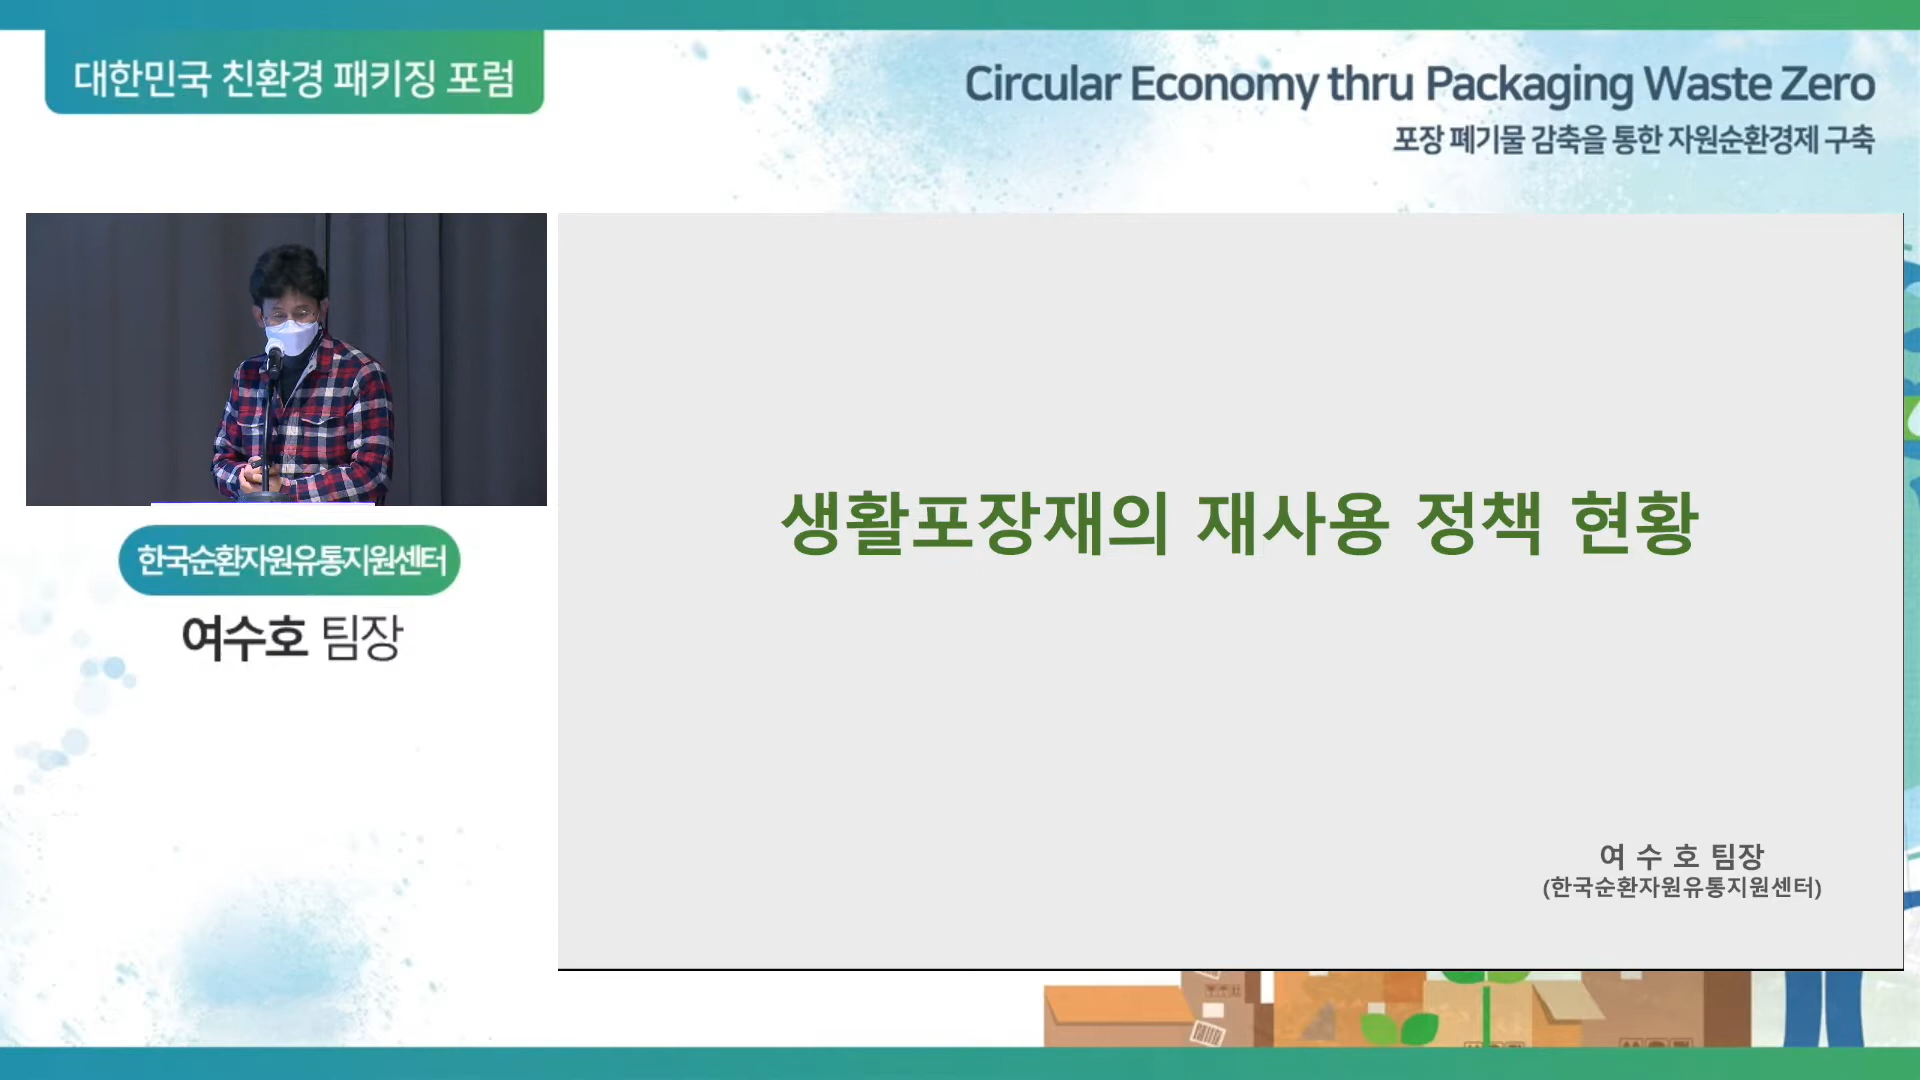 대한민국 친환경 패키징 포럼
Circular Economy thru Packaging Waste Zero
포장 폐기물 감축을 통한 자원순환경제 구축
한국순환자원유통지원센터
여수호 팀장
생활포장재의 재사용 정책 현황
여 수 호 팀장
(한국순환자원유통지원센터)